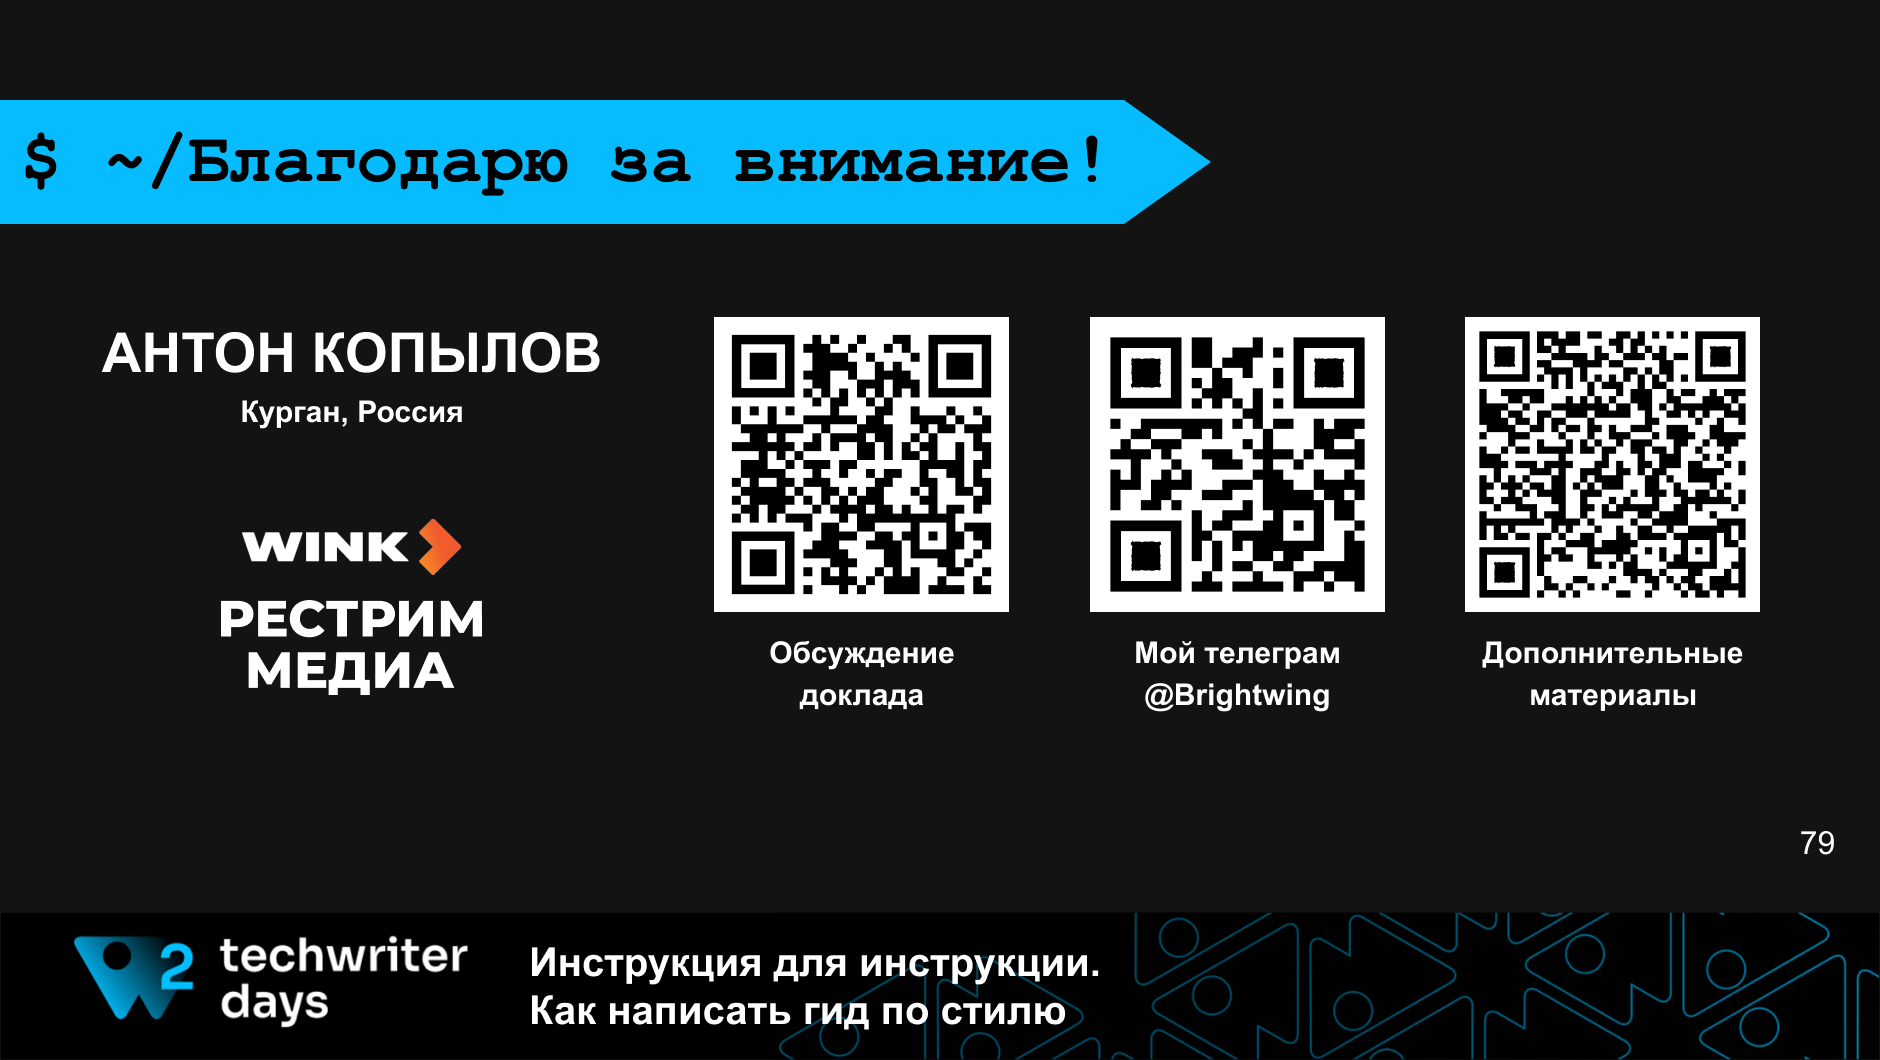 $ ~/Благодарю за внимание!
АНТОН КОПЫЛОВ
Курган, Россия
WINK
РЕСТРИМ
МЕДИА
Обсуждение
доклада
Мой телеграм
@Brightwing
Дополнительные
материалы
79
2
techwriter
days
Инструкция для инструкции.
Как написать гид по стилю